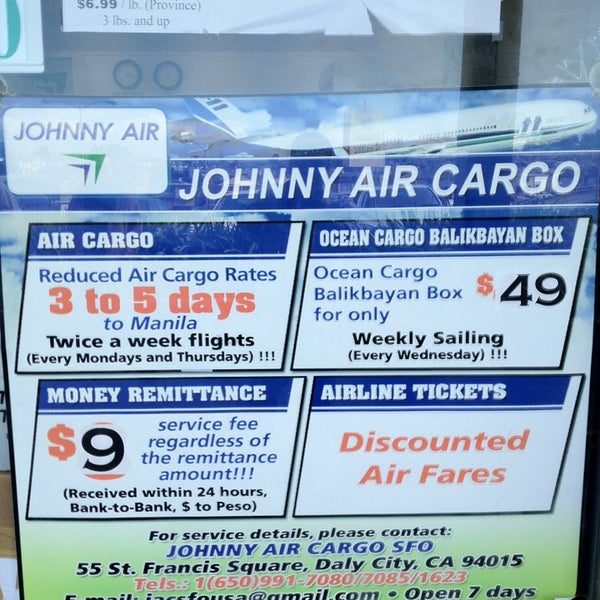 $6.99 / lb. (Province)
3 lbs. and up
JOHNNY AIR
JOHNNY AIR CARGO
AIR CARGO
Reduced Air Cargo Rates
3 to 5 days
to Manila
Twice a week flights
(Every Mondays and Thursdays) !!!
OCEAN CARGO BALIKBAYAN BOX
Ocean Cargo
Balikbayan Box
for only
$49
Weekly Sailing
(Every Wednesday) !!!
MONEY REMITTANCE
$9
service fee
regardless of
the remittance
amount!!!
(Received within 24 hours,
Bank-to-Bank, $ to Peso)
AIRLINE TICKETS
Discounted
Air Fares
For service details, please contact:
JOHNNY AIR CARGO SFO
55 St. Francis Square, Daly City, CA 94015
Tels.: 1(650)991-7080/7085/1623
E-mail: jacsfousa@gmail.com • Open 7 days